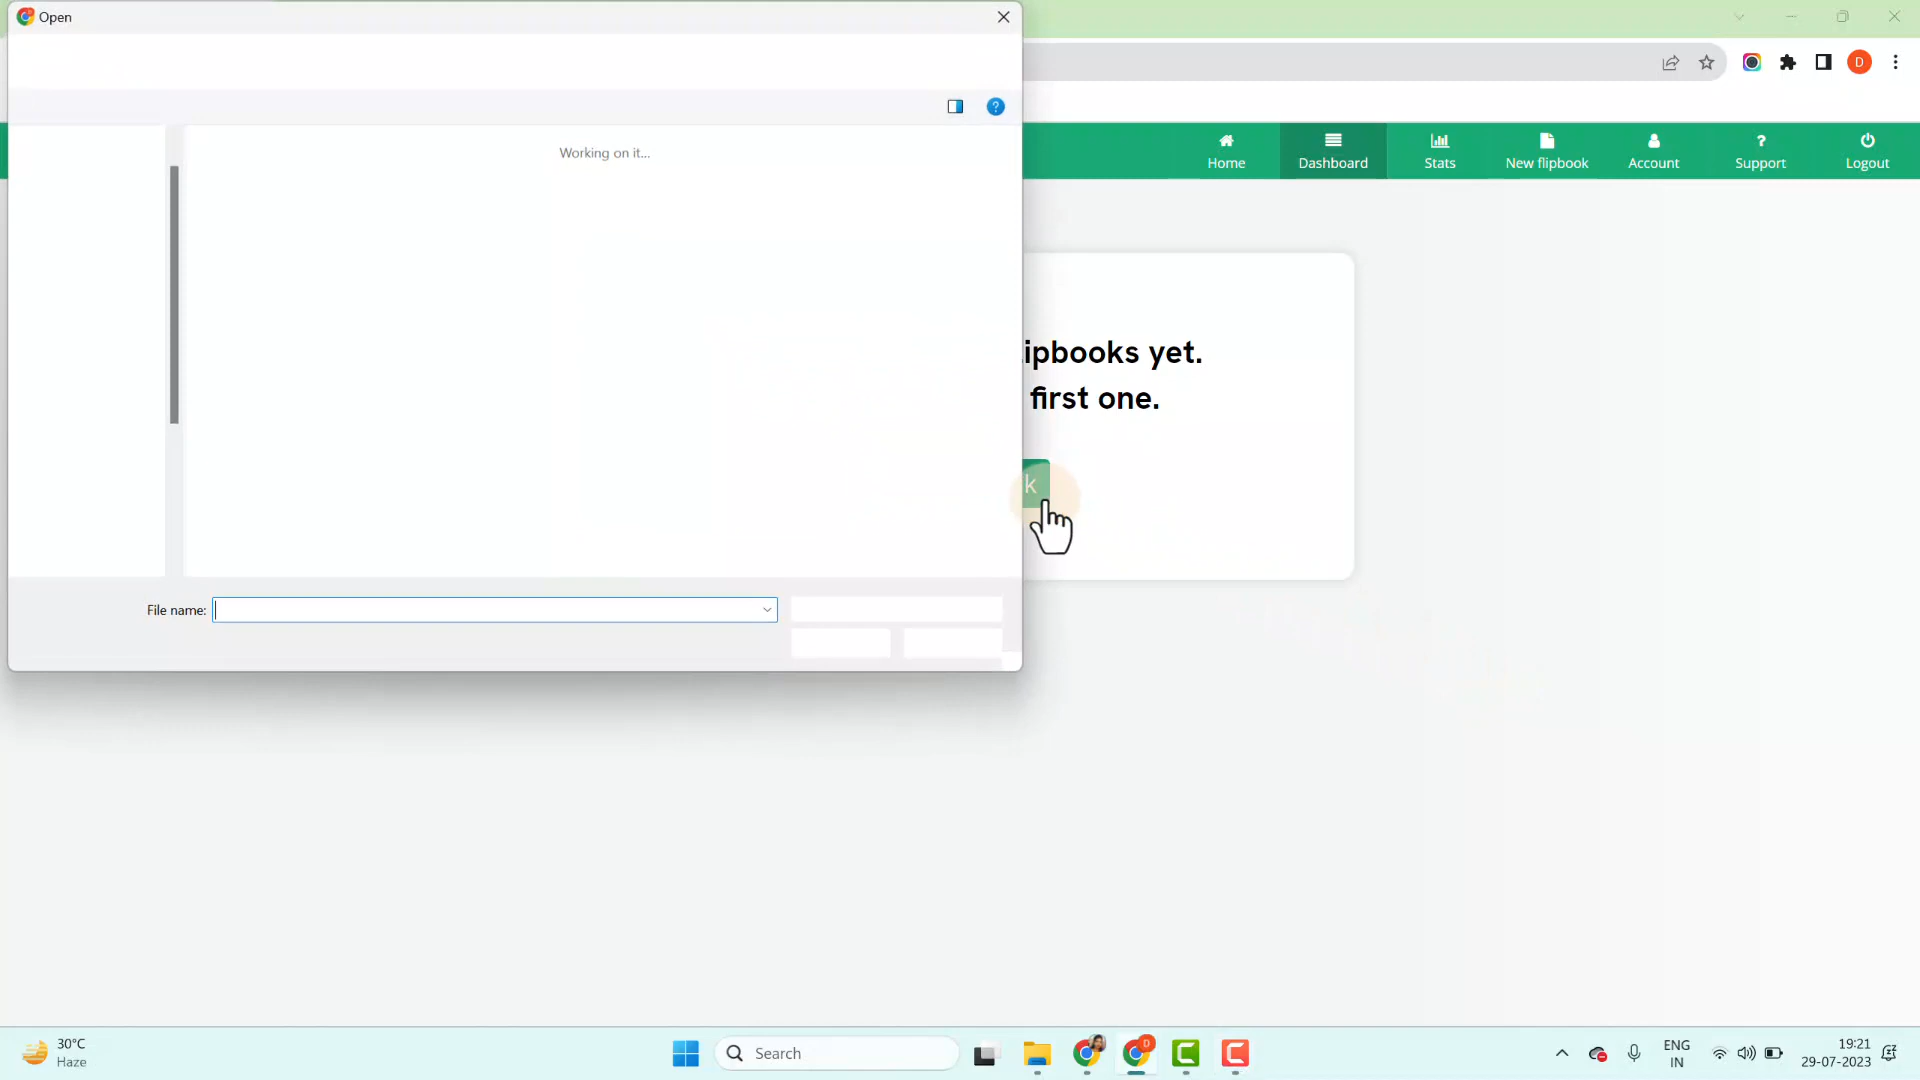 Open
D
Working on it...
Home
Dashboard
Stats
New flipbook
?
Account
Support
Logout
ipbooks yet.
first one.
k
File name:
30°C
Haze
Search
D
ENG
IN
19:21
29-07-2023